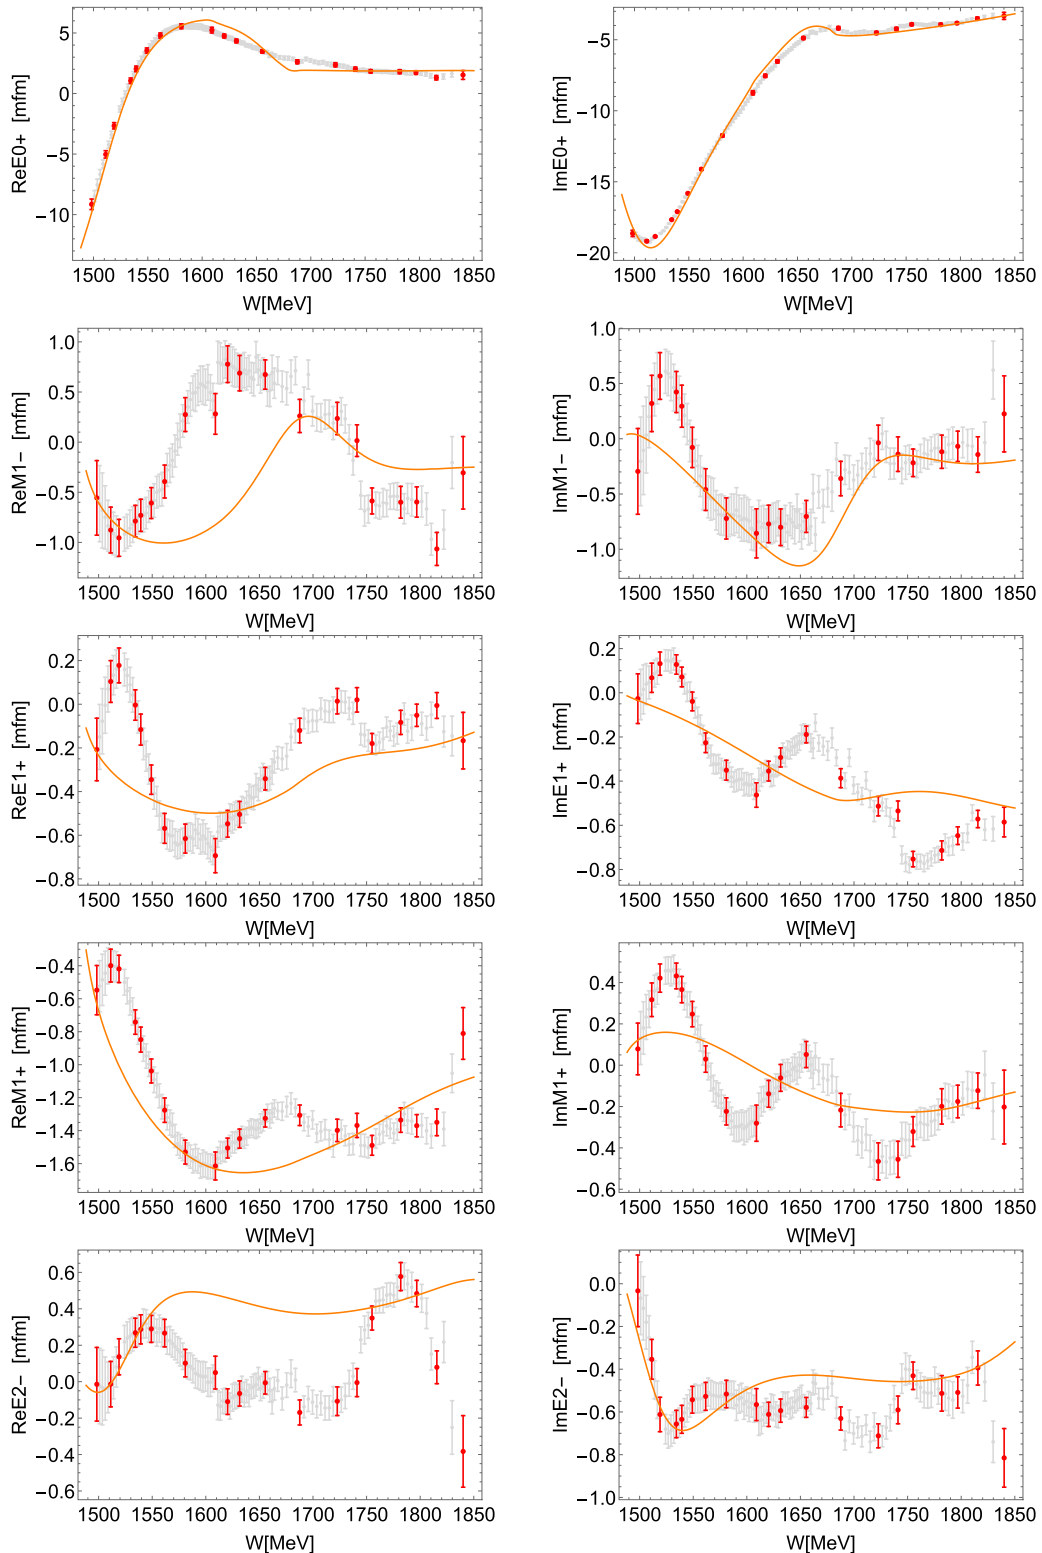 ReE0+ [mfm]
5
0
−5
−10
1500 1550 1600 1650 1700 1750 1800 1850
W[MeV]
ImE0+ [mfm]
−5
−10
−15
−20
1500 1550 1600 1650 1700 1750 1800 1850
W[MeV]
ReM1− [mfm]
1.0
0.5
0.0
−0.5
−1.0
1500 1550 1600 1650 1700 1750 1800 1850
W[MeV]
ImM1− [mfm]
1.0
0.5
0.0
−0.5
−1.0
1500 1550 1600 1650 1700 1750 1800 1850
W[MeV]
ReE1+ [mfm]
0.2
0.0
−0.2
−0.4
−0.6
−0.8
1500 1550 1600 1650 1700 1750 1800 1850
W[MeV]
ImE1+ [mfm]
0.2
0.0
−0.2
−0.4
−0.6
−0.8
1500 1550 1600 1650 1700 1750 1800 1850
W[MeV]
ReM1+ [mfm]
−0.4
−0.6
−0.8
−1.0
−1.2
−1.4
−1.6
1500 1550 1600 1650 1700 1750 1800 1850
W[MeV]
ImM1+ [mfm]
0.4
0.2
0.0
−0.2
−0.4
−0.6
1500 1550 1600 1650 1700 1750 1800 1850
W[MeV]
ReE2− [mfm]
0.6
0.4
0.2
0.0
−0.2
−0.4
−0.6
1500 1550 1600 1650 1700 1750 1800 1850
W[MeV]
ImE2− [mfm]
0.0
−0.2
−0.4
−0.6
−0.8
−1.0
1500 1550 1600 1650 1700 1750 1800 1850
W[MeV]